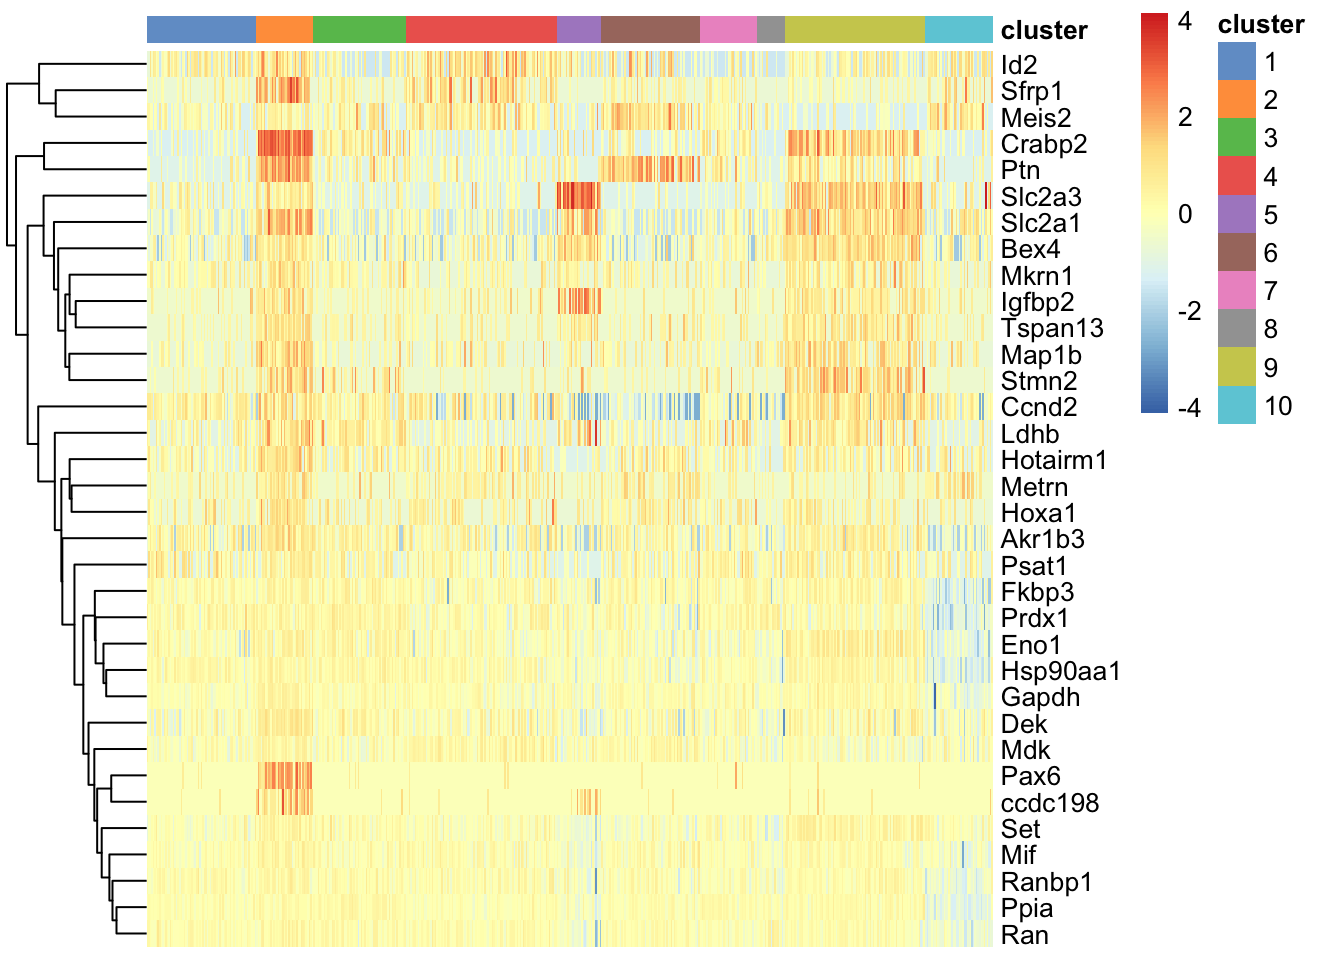 cluster
Id2
Sfrp1
Meis2
Crabp2
Ptn
Slc2a3
Slc2a1
Bex4
Mkrn1
Igfbp2
Tspan13
Map1b
Stmn2
Ccnd2
Ldhb
Hotairm1
Metrn
Hoxa1
Akr1b3
Psat1
Fkbp3
Prdx1
Eno1
Hsp90aa1
Gapdh
Dek
Mdk
Pax6
ccdc198
Set
Mif
Ranbp1
Ppia
Ran
4
2
0
-2
-4
cluster
1
2
3
4
5
6
7
8
9
10